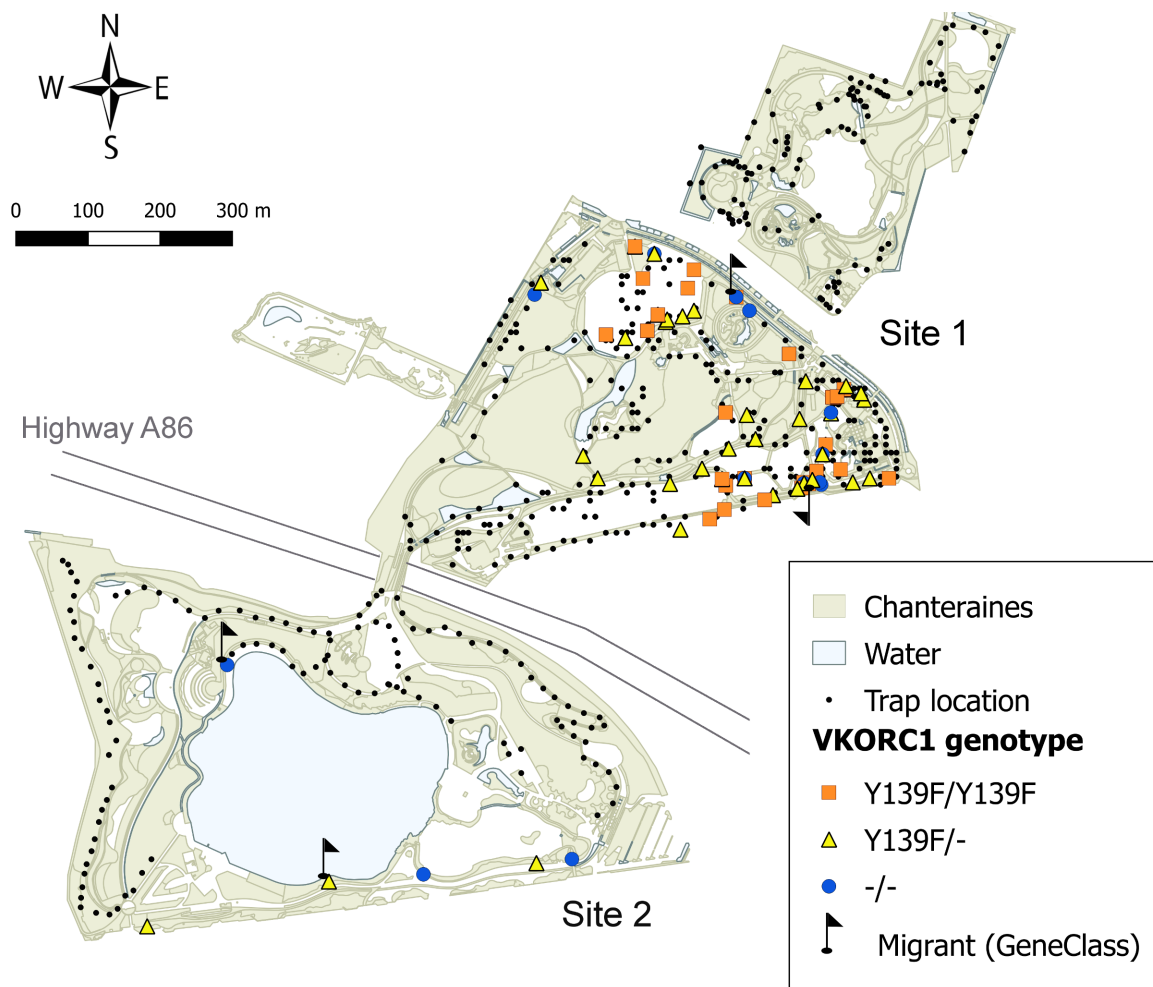 N
W E
S
0 100 200 300 m
Site 1
Highway A86
Chanteraines
Water
Trap location
VKORC1 genotype
Y139F/Y139F
Y139F/-
-/-
Migrant (GeneClass)
Site 2